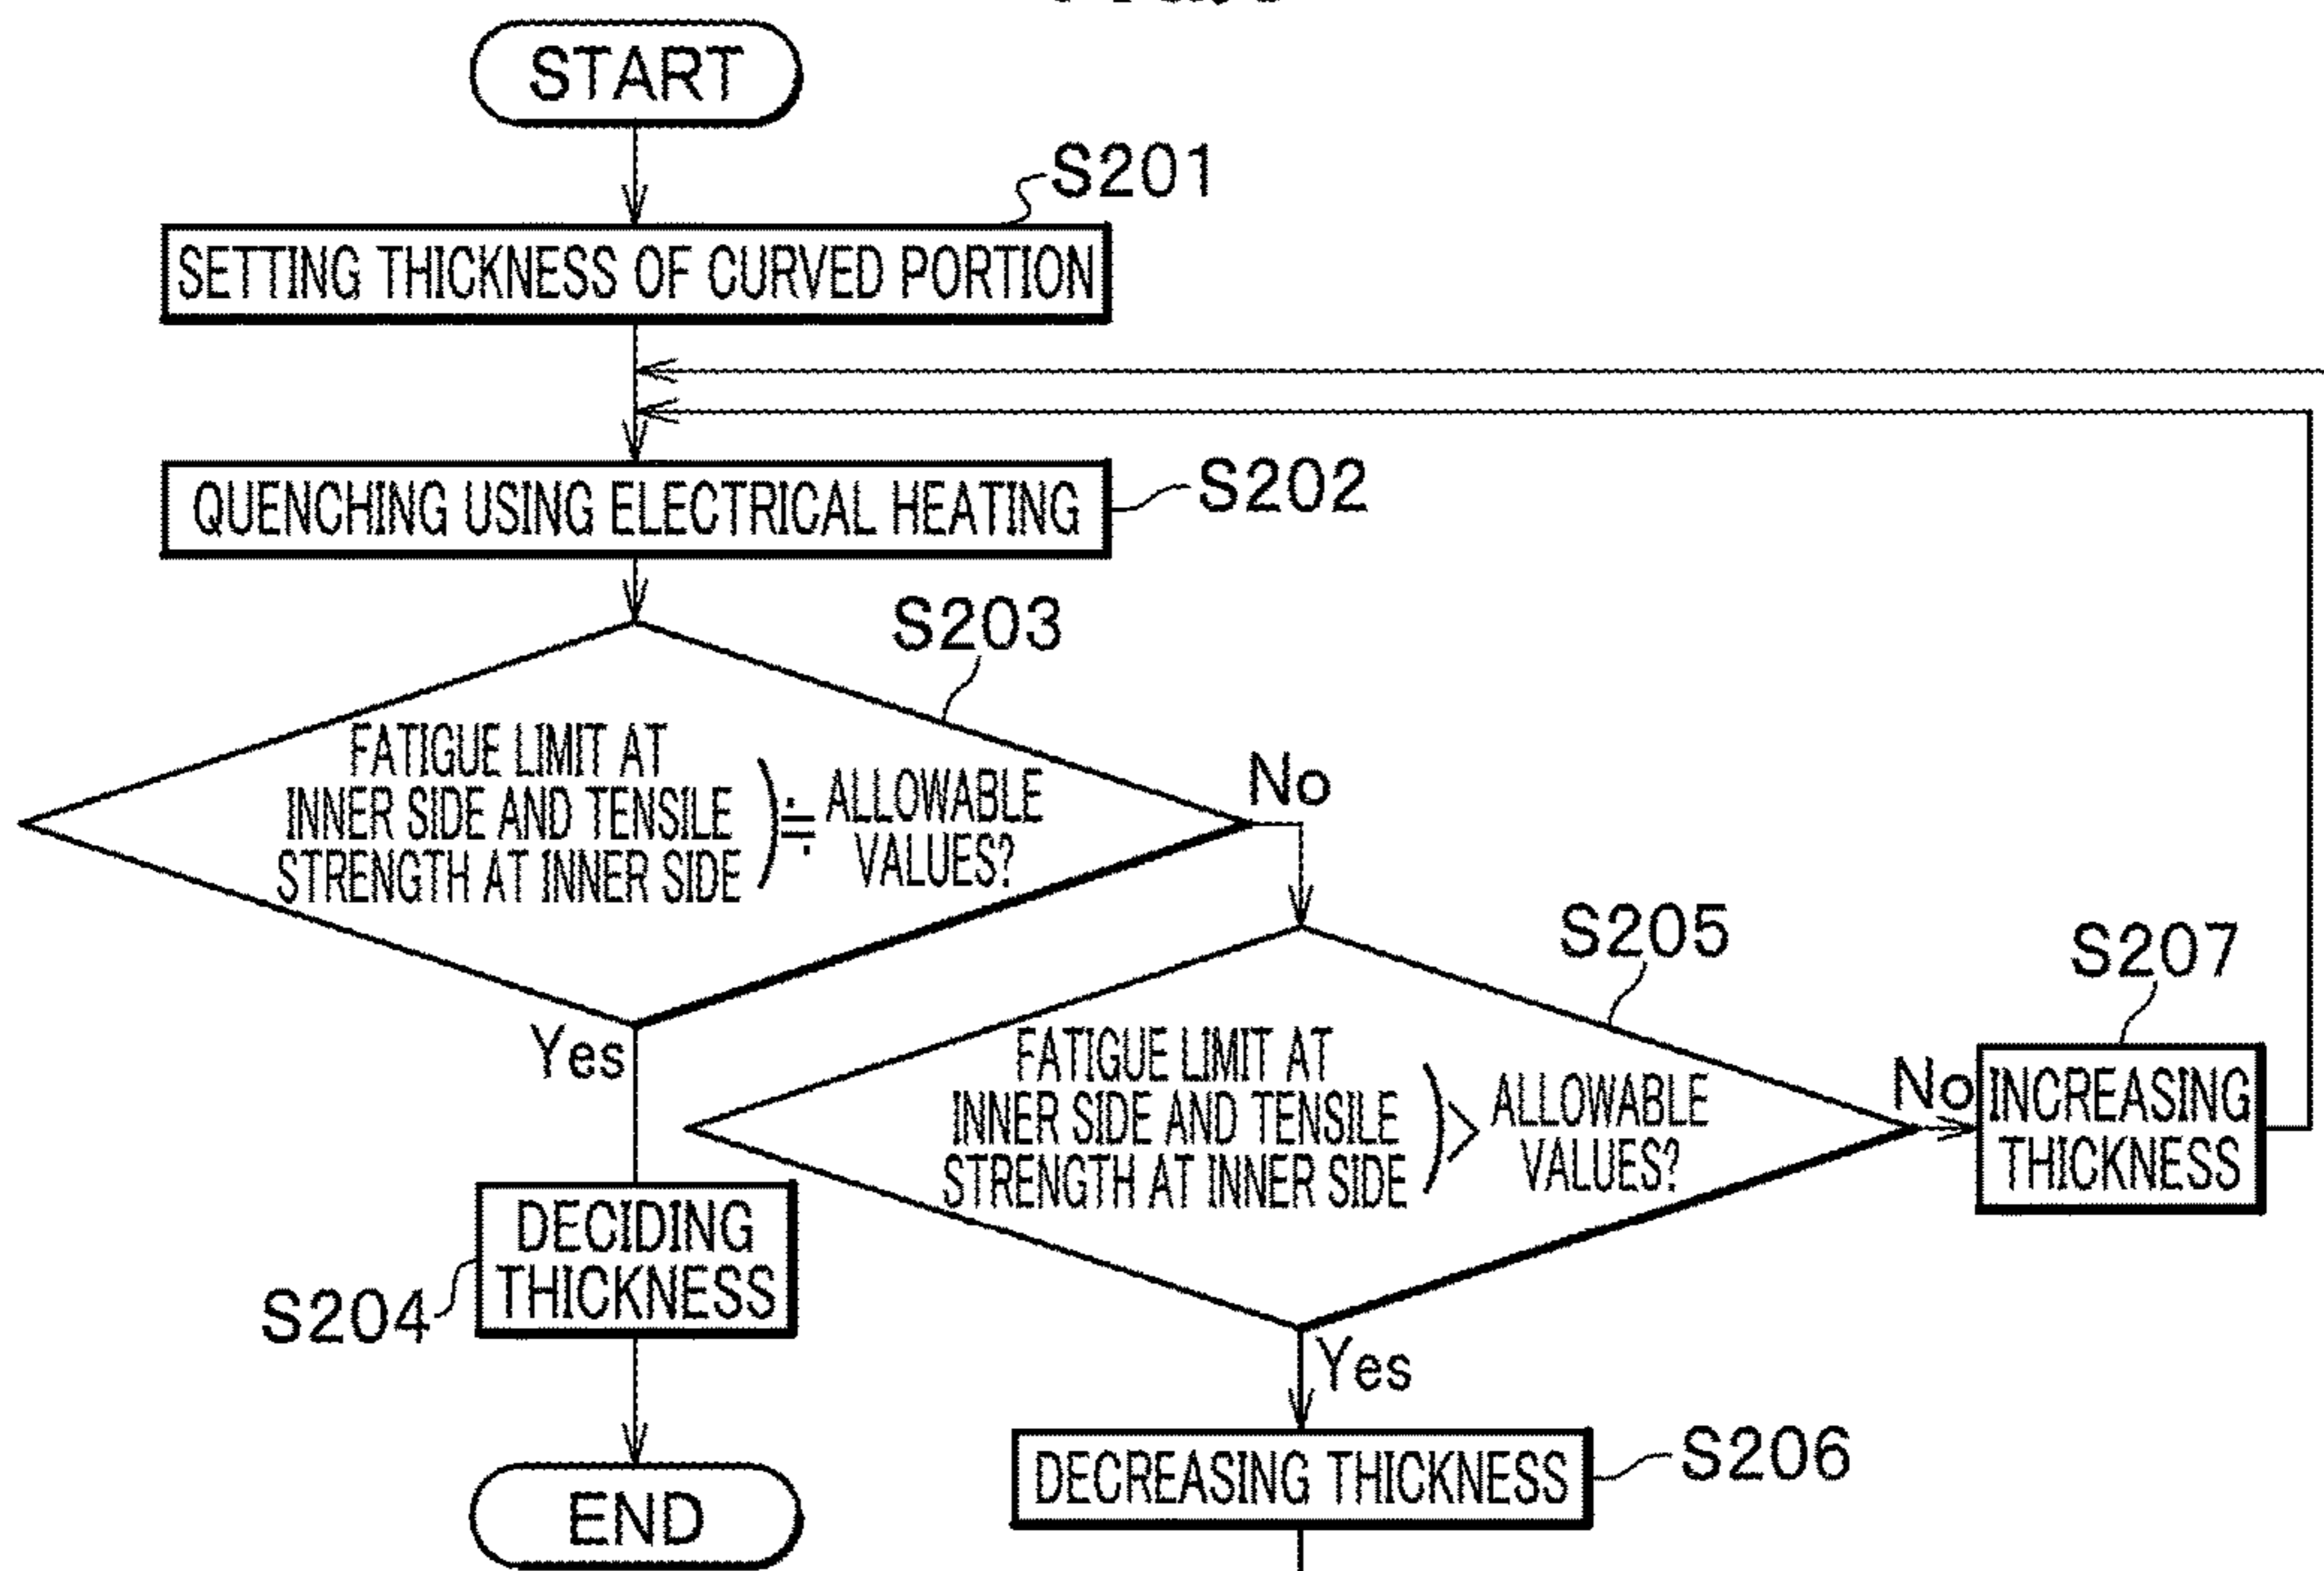 START
S201
SETTING THICKNESS OF CURVED PORTION
QUENCHING USING ELECTRICAL HEATING
S202
S203
FATIGUE LIMIT AT
INNER SIDE AND TENSILE
STRENGTH AT INNER SIDE
) ≒
ALLOWABLE
VALUES?
No
Yes
S205
FATIGUE LIMIT AT
INNER SIDE AND TENSILE
STRENGTH AT INNER SIDE
) >
ALLOWABLE
VALUES?
No
S207
INCREASING
THICKNESS
DECIDING
THICKNESS
S204
Yes
DECREASING THICKNESS
S206
END